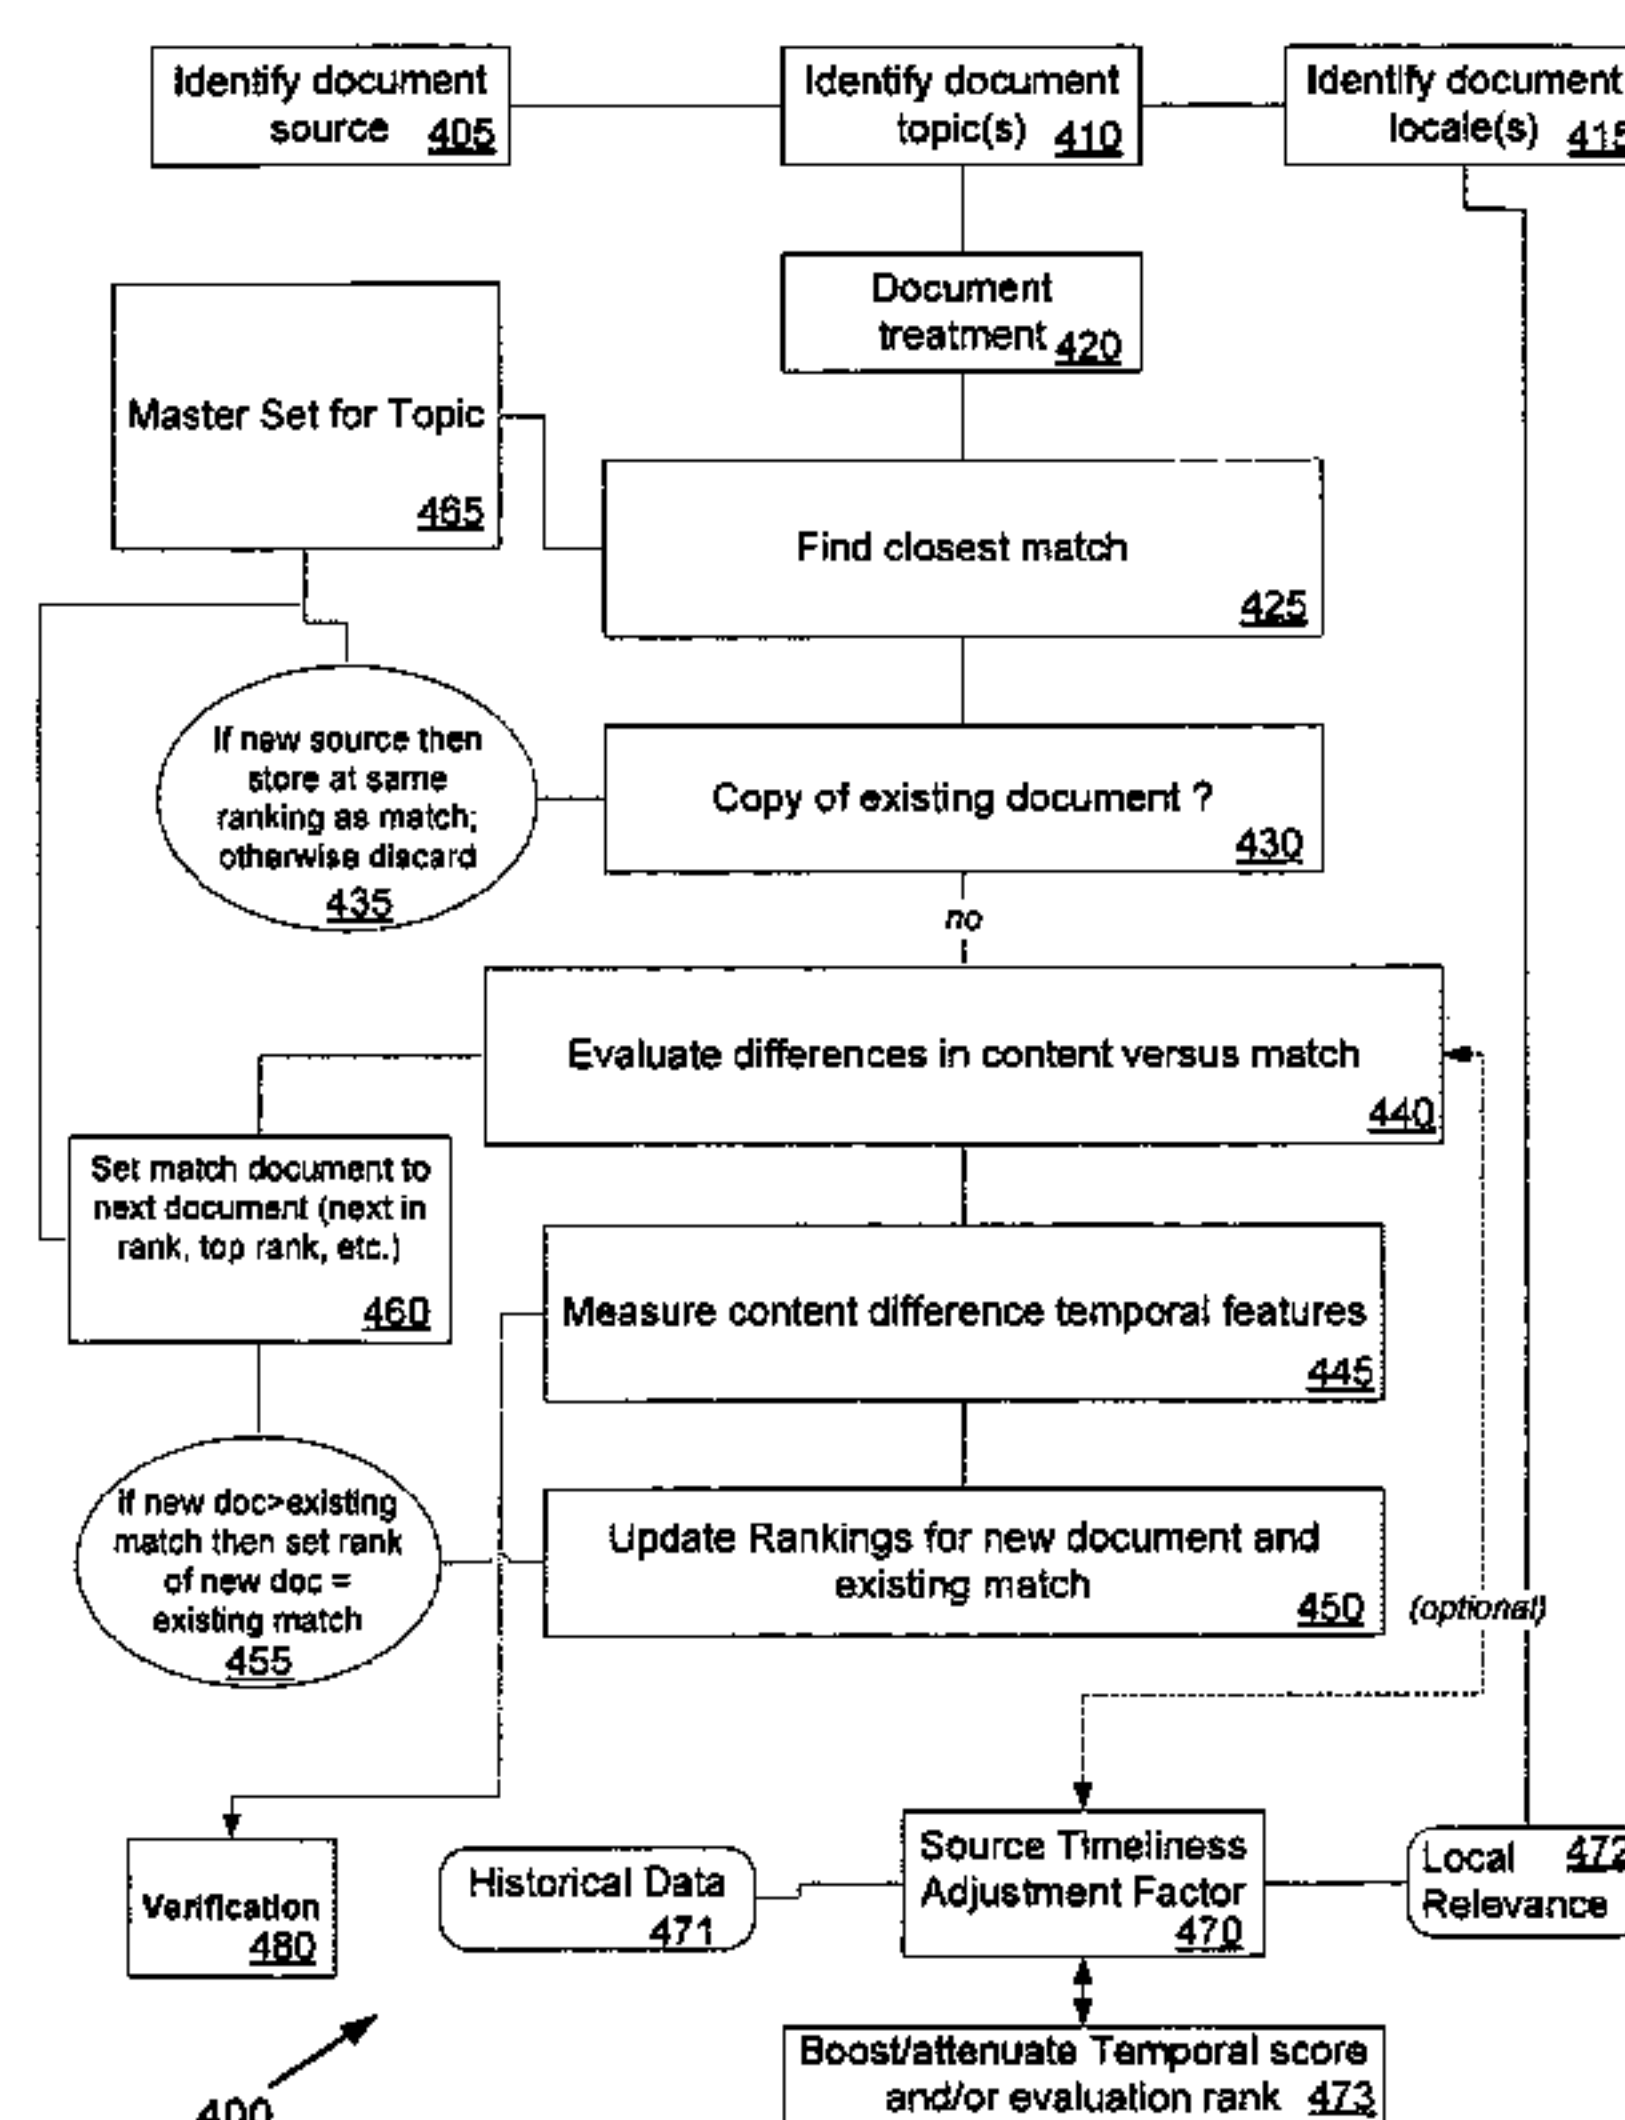 Identify document
source 405
Identify document
topic(s) 410
Identify document
locale(s) 415
Document
treatment 420
Master Set for Topic
465
Find closest match
425
If new source then
store at same
ranking as match;
otherwise discard
435
Copy of existing document ?
430
no
Evaluate differences in content versus match
440
Set match document to
next document (next in
rank, top rank, etc.)
460
Measure content difference temporal features
445
if new doc>existing
match then set rank
of new doc =
existing match
455
Update Rankings for new document and
existing match
450
(optional)
Verification
480
Historical Data
471
Source Timeliness
Adjustment Factor
470
Local 472
Relevance
Boost/attenuate Temporal score
and/or evaluation rank 473
400